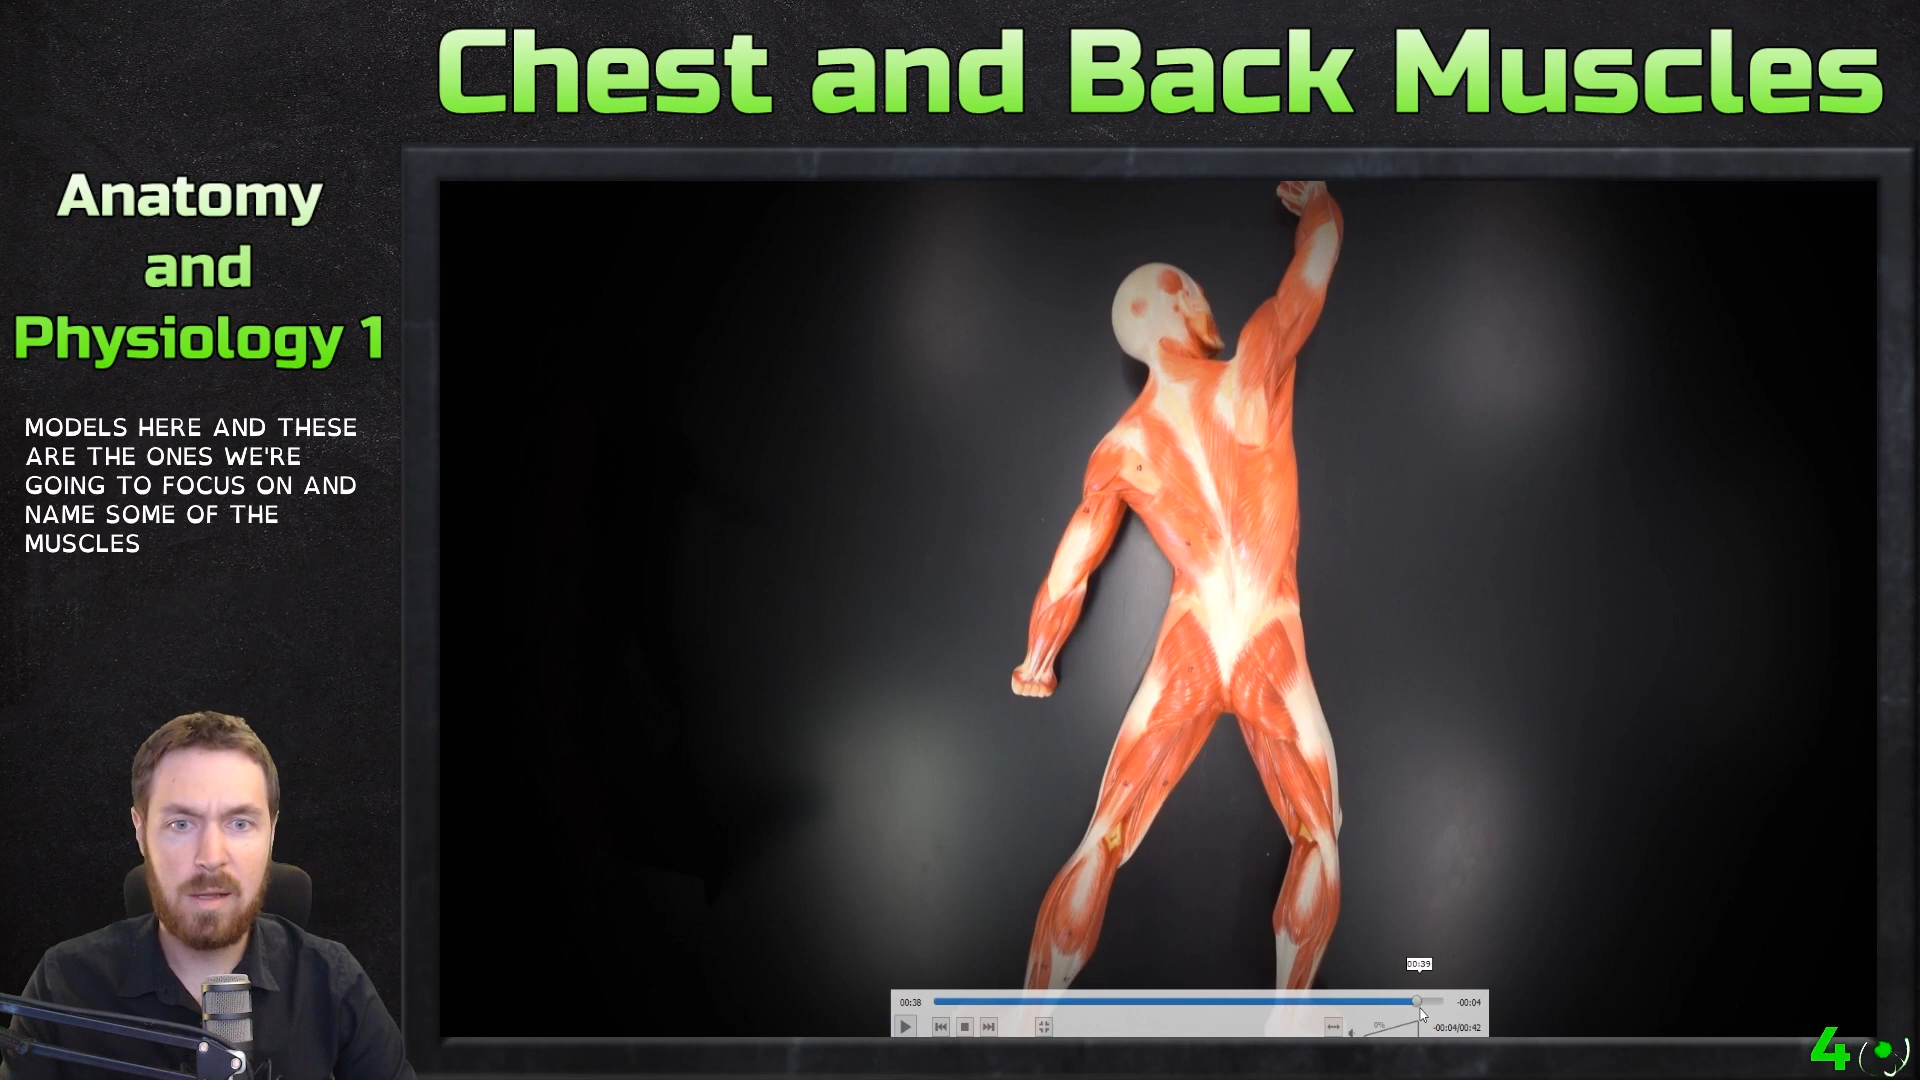 Chest and Back Muscles
Anatomy
and
Physiology 1
MODELS HERE AND THESE
ARE THE ONES WE'RE
GOING TO FOCUS ON AND
NAME SOME OF THE
MUSCLES
00:39
00:38
-00:04
0%
-00:04/00:42
4